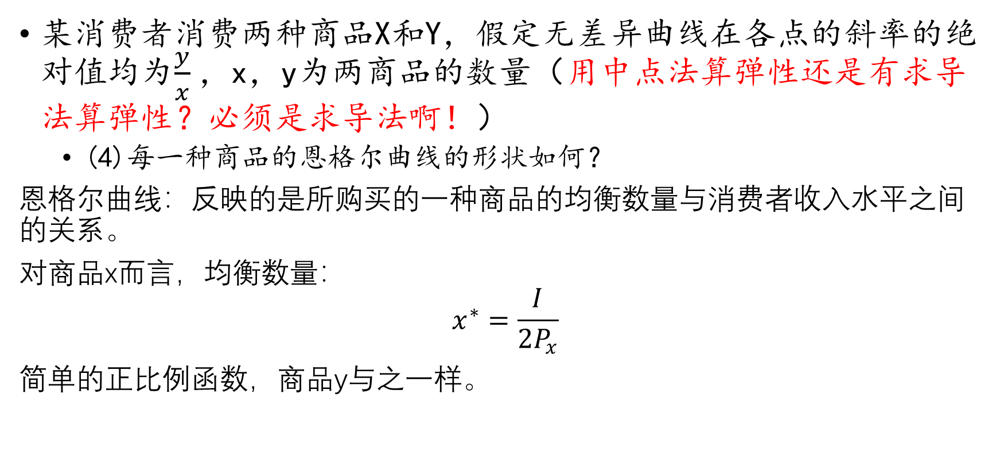 • 某消费者消费两种商品X和Y，假定无差异曲线在各点的斜率的绝
对值均为$\frac{y}{x}$，x，y为两商品的数量（用中点法算弹性还是有求导
法算弹性？必须是求导法啊！）
• (4)每一种商品的恩格尔曲线的形状如何？
恩格尔曲线：反映的是所购买的一种商品的均衡数量与消费者收入水平之间
的关系。
对商品x而言，均衡数量：
$x^* = \frac{I}{2P_x}$
简单的正比例函数，商品y与之一样。